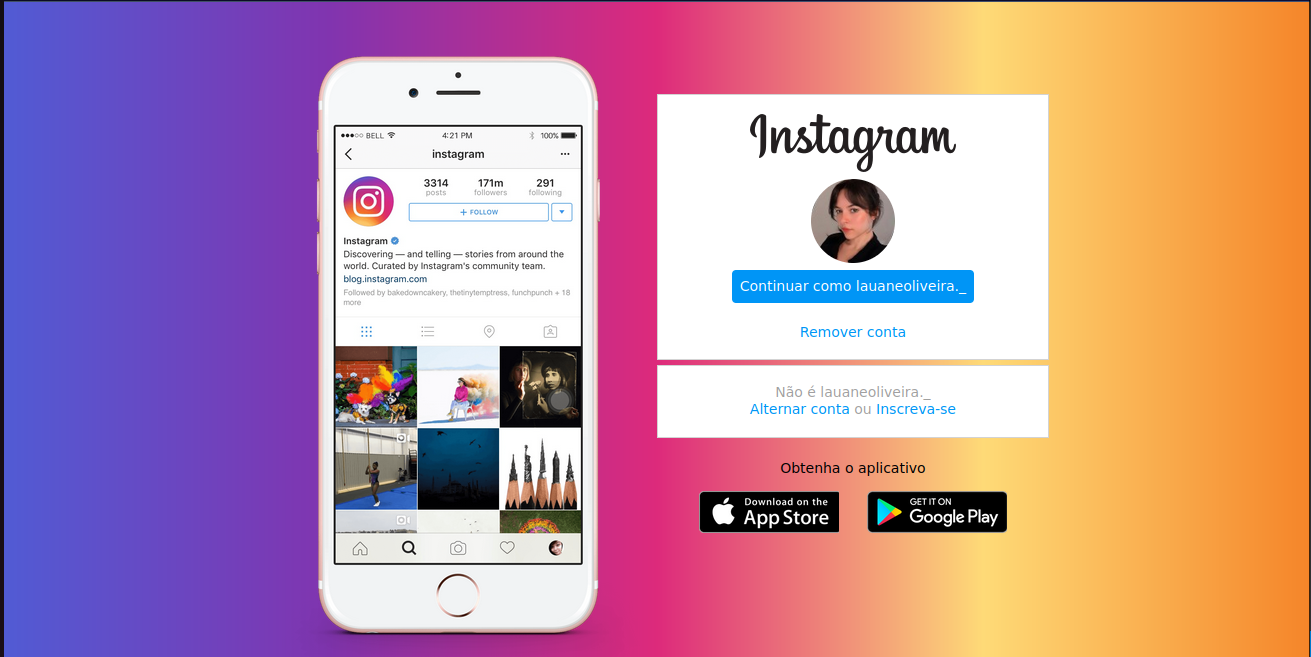 BELL
4:21 PM
100%
instagram
3314
171m
291
posts
followers
following
+ FOLLOW
Instagram
Discovering — and telling — stories from around the
world. Curated by Instagram's community team.
blog.instagram.com
Followed by bakedowncakery, thetinytemptress, funchpunch + 18
more
Instagram
Continuar como lauaneoliveira._
Remover conta
Não é lauaneoliveira._
Alternar conta ou Inscreva-se
Obtenha o aplicativo
Download on the
App Store
GET IT ON
Google Play